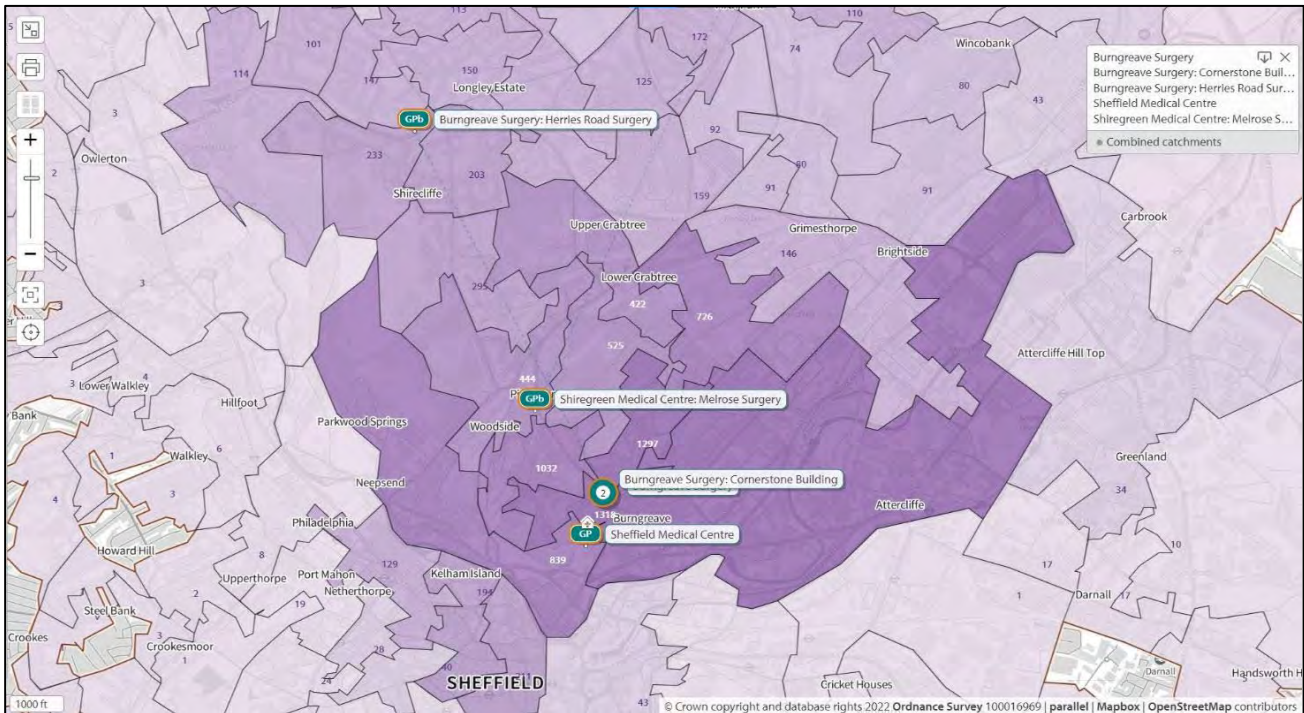 113
110
172
Wincobank
101
74
150
147
114
125
Longley Estate
80
43
Burngreave Surgery
Burngreave Surgery: Cornerstone Buil...
Burngreave Surgery: Herries Road Sur...
Sheffield Medical Centre
Shiregreen Medical Centre: Melrose S...
Combined catchments
3
GPb
Burngreave Surgery: Herries Road Surgery
92
Owlerton
233
2
203
80
91
91
159
Shirecliffe
Upper Crabtree
Grimesthorpe
Carbrook
146
Brightside
3
Lower Crabtree
295
422
726
525
Attercliffe Hill Top
3
4
Lower Walkley
Hillfoot
444
GPb
Shiregreen Medical Centre: Melrose Surgery
Bank
Parkwood Springs
Woodside
1
Walkley
6
1297
Greenland
1032
Neepsend
Burngreave Surgery: Cornerstone Building
2
4
3
34
Attercliffe
1318
Burngreave
Philadelphia
GP
Sheffield Medical Centre
Howard Hill
10
8
839
129
17
Upperthorpe
Port Mahon
Kelham Island
Netherthorpe
2
194
1
Darnall
17
19
Steel Bank
Crookes
3
Crookesmoor
1
28
Darnall
24
40
SHEFFIELD
Cricket Houses
Handsworth H
43
1000 ft
© Crown copyright and database rights 2022 Ordnance Survey 100016969 | parallel | Mapbox | OpenStreetMap contributors